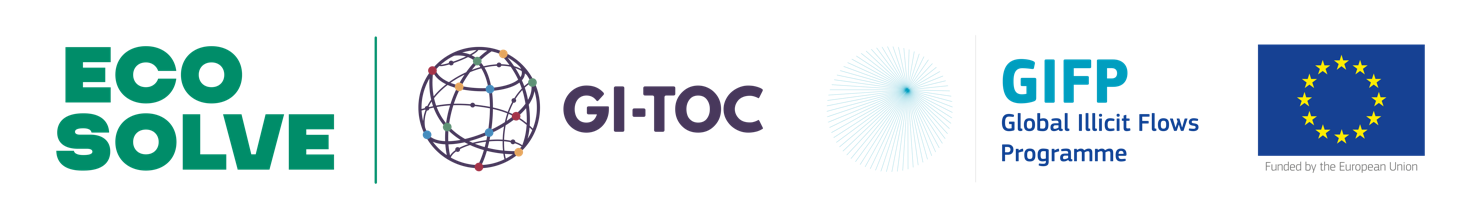 ECO
SOLVE
GI-TOC
GIFP
Global Illicit Flows
Programme
Funded by the European Union